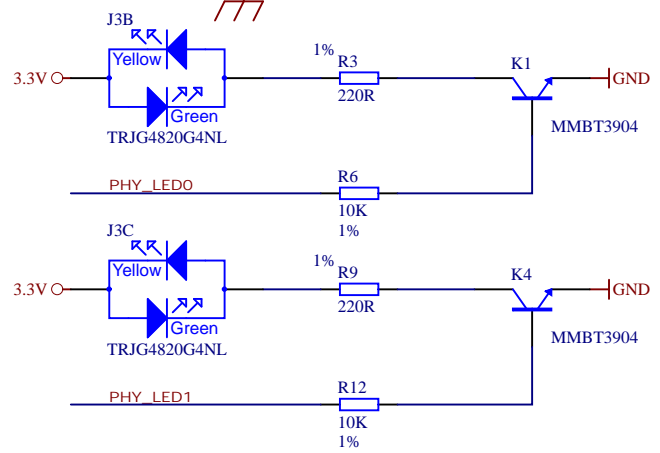 J3B
Yellow
3.3V
Green
TRJG4820G4NL
1%
R3
220R
K1
GND
MMBT3904
PHY_LED0
R6
10K
1%
J3C
Yellow
3.3V
Green
TRJG4820G4NL
1%
R9
220R
K4
GND
MMBT3904
PHY_LED1
R12
10K
1%